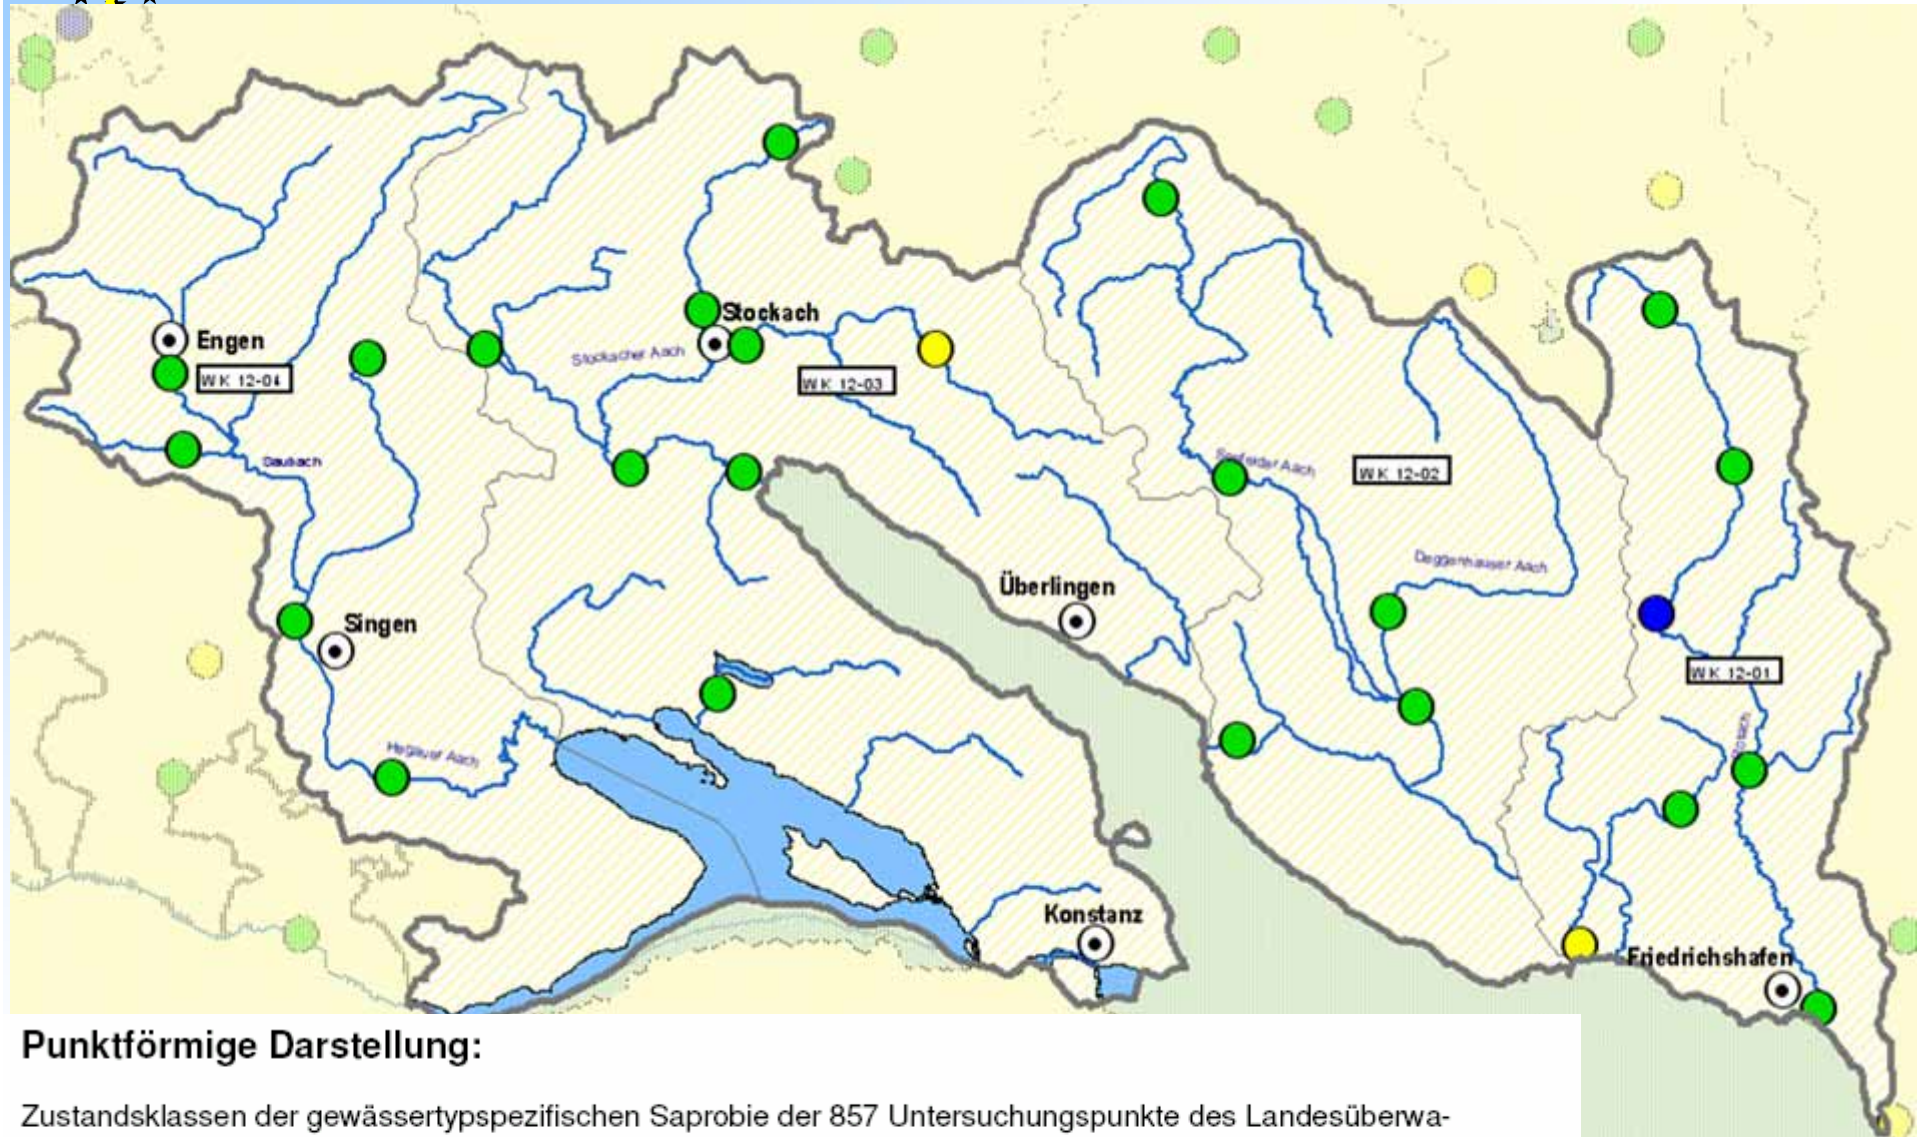 Stockach
Engen
Stockacher Aach
WK 12-04
WK 12-03
Seefelder Aach
WK 12-02
Deggenhauser Aach
Überlingen
Singen
WK 12-01
Hegauer Aach
Konstanz
Friedrichshafen
Punktförmige Darstellung:
Zustandsklassen der gewässertypspezifischen Saprobie der 857 Untersuchungspunkte des Landesüberwa-